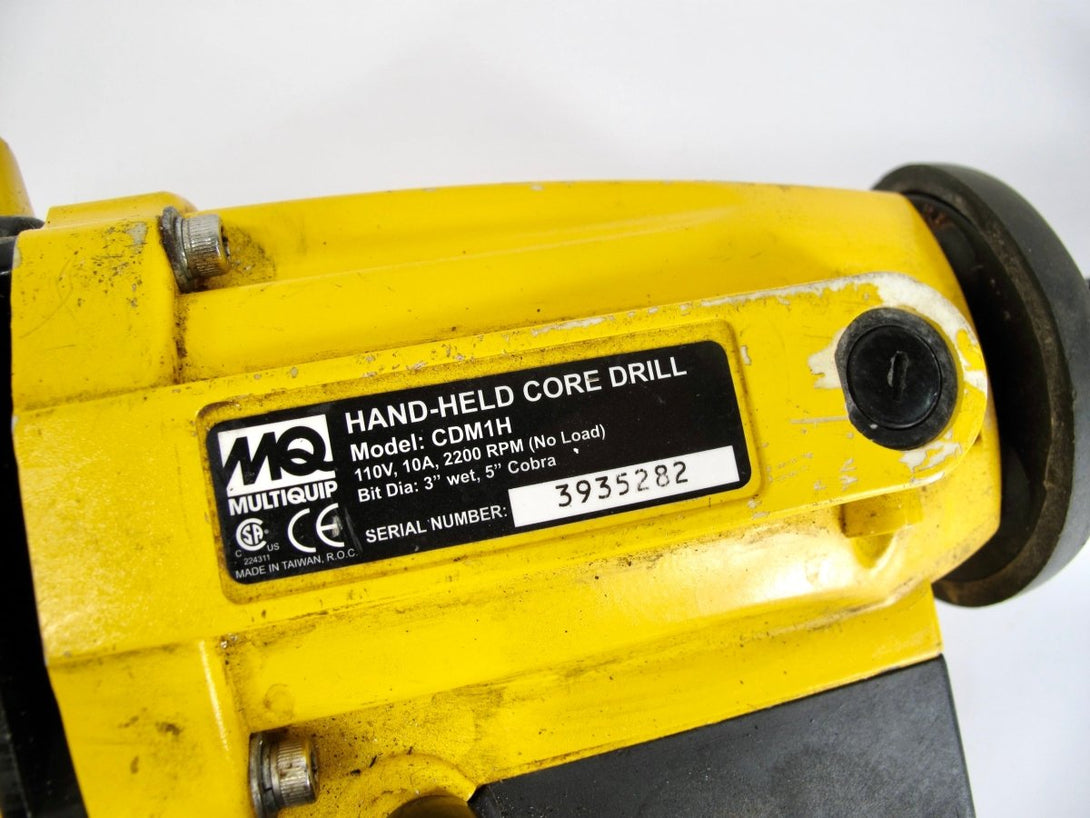 HAND-HELD CORE DRILL
Model: CDM1H
110V, 10A, 2200 RPM (No Load)
Bit Dia: 3" wet, 5" Cobra
SERIAL NUMBER: 3935282
MQ
MULTIQUIP
SA
C US
CE
224311
MADE IN TAIWAN, R.O.C.